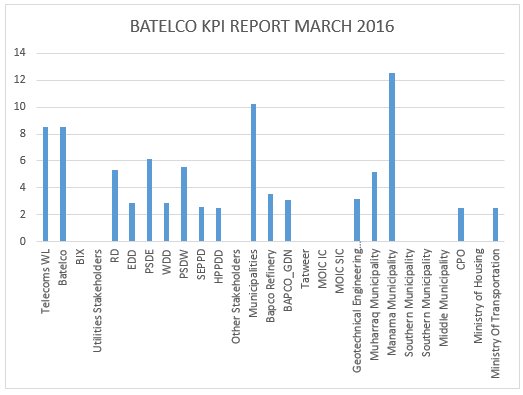 BATELCO KPI REPORT MARCH 2016
14
12
10
8
6
4
2
0
Telecoms WL
Batelco
BIX
Utilities Stakeholders
RD
EDD
PSDE
WDD
PSDW
SEPPD
HPPDD
Other Stakeholders
Municipalities
Bapco Refinery
BAPCO_GDN
Tatweer
MOIC IC
MOIC SIC
Geotechnical Engineering...
Muharraq Municipality
Manama Municipality
Southern Municipality
Southern Municipality
Middle Municipality
CPO
Ministry of Housing
Ministry Of Transportation